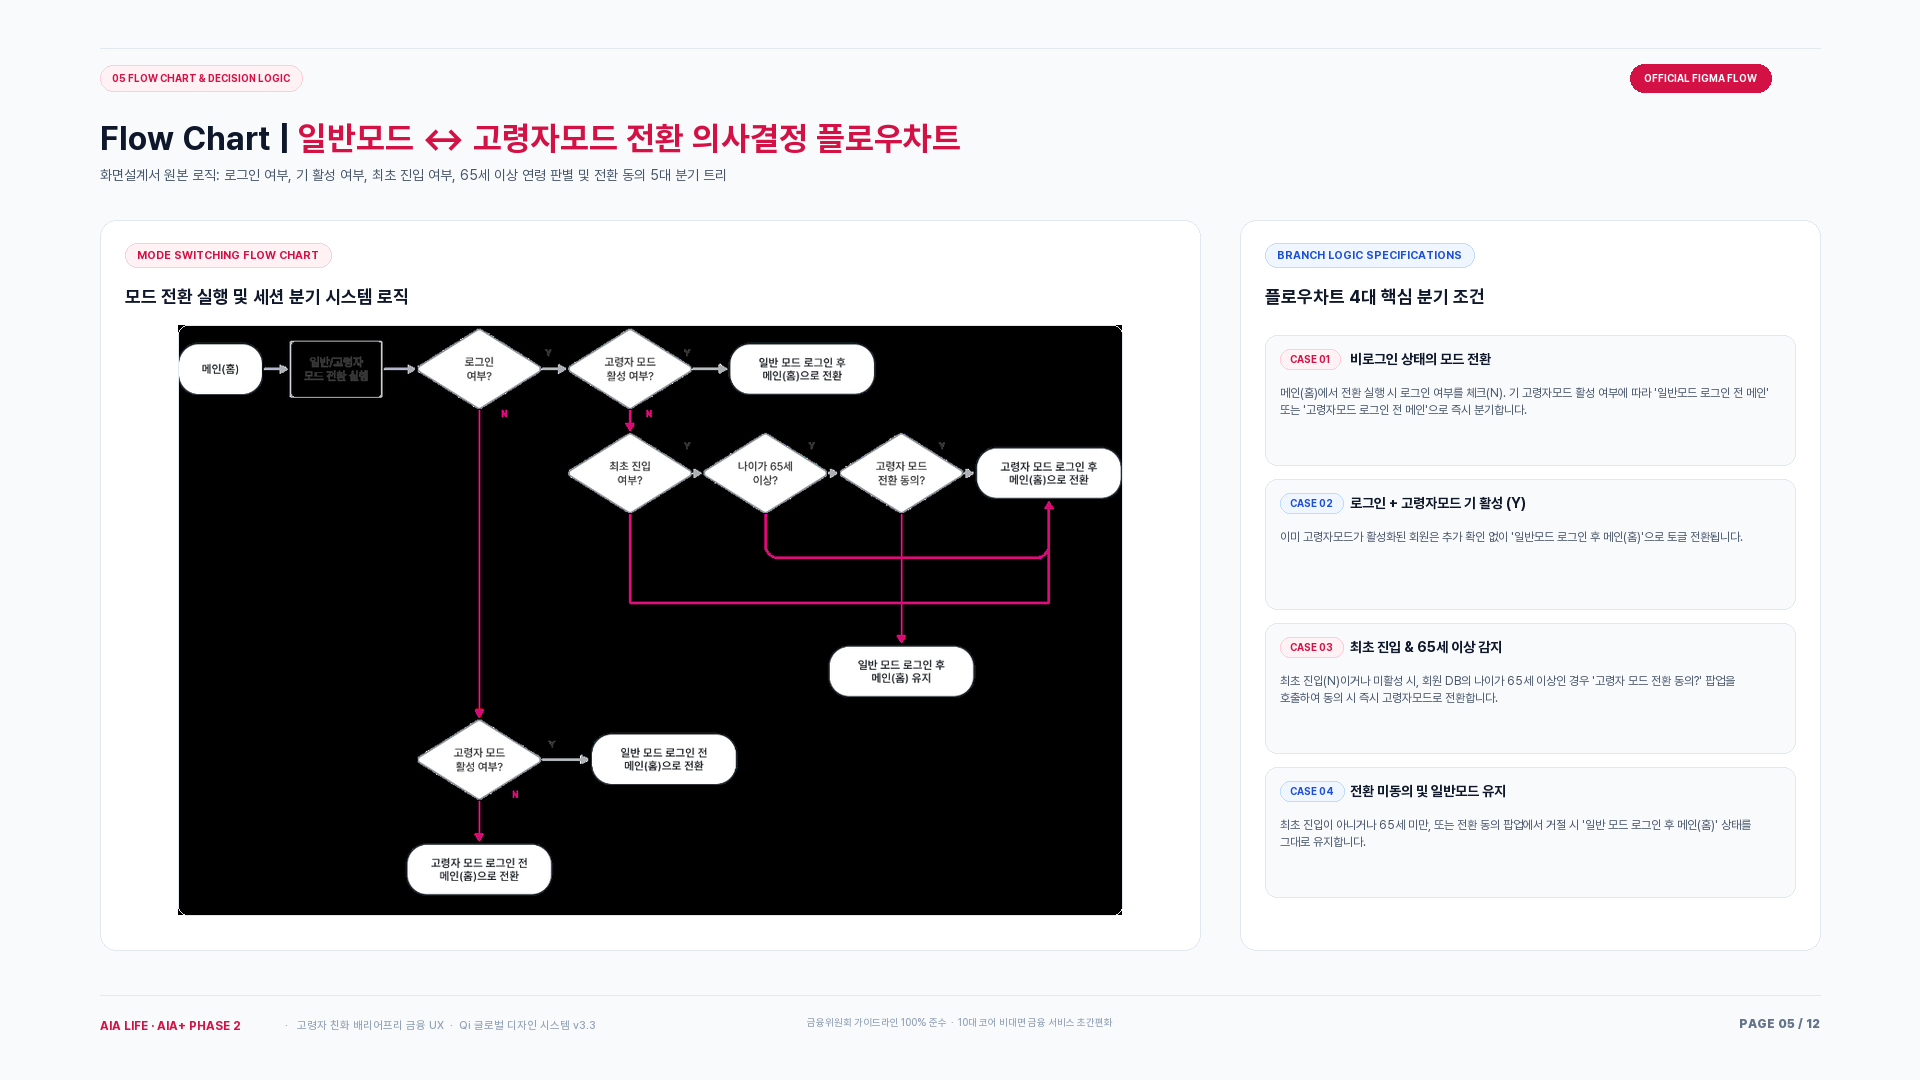 05 FLOW CHART & DECISION LOGIC
OFFICIAL FIGMA FLOW
Flow Chart | 일반모드 ↔ 고령자모드 전환 의사결정 플로우차트
화면설계서 원본 로직: 로그인 여부, 기 활성 여부, 최초 진입 여부, 65세 이상 연령 판별 및 전환 동의 5대 분기 트리
MODE SWITCHING FLOW CHART
모드 전환 실행 및 세션 분기 시스템 로직
메인(홈)
일반/고령자
모드 전환 실행
로그인
여부?
Y
고령자 모드
활성 여부?
Y
일반 모드 로그인 후
메인(홈)으로 전환
N
N
최초 진입
여부?
Y
나이가 65세
이상?
Y
고령자 모드
전환 동의?
Y
고령자 모드 로그인 후
메인(홈)으로 전환
일반 모드 로그인 후
메인(홈) 유지
고령자 모드
활성 여부?
Y
일반 모드 로그인 전
메인(홈)으로 전환
N
고령자 모드 로그인 전
메인(홈)으로 전환
BRANCH LOGIC SPECIFICATIONS
플로우차트 4대 핵심 분기 조건
CASE 01 비로그인 상태의 모드 전환
메인(홈)에서 전환 실행 시 로그인 여부를 체크(N). 기 고령자모드 활성 여부에 따라 '일반모드 로그인 전 메인'
또는 '고령자모드 로그인 전 메인'으로 즉시 분기합니다.
CASE 02 로그인 + 고령자모드 기 활성 (Y)
이미 고령자모드가 활성화된 회원은 추가 확인 없이 '일반모드 로그인 후 메인(홈)'으로 토글 전환됩니다.
CASE 03 최초 진입 & 65세 이상 감지
최초 진입(N)이거나 미활성 시, 회원 DB의 나이가 65세 이상인 경우 '고령자 모드 전환 동의?' 팝업을
호출하여 동의 시 즉시 고령자모드로 전환합니다.
CASE 04 전환 미동의 및 일반모드 유지
최초 진입이 아니거나 65세 미만, 또는 전환 동의 팝업에서 거절 시 '일반 모드 로그인 후 메인(홈)' 상태를
그대로 유지합니다.
AIA LIFE · AIA+ PHASE 2 · 고령자 친화 배리어프리 금융 UX · Qi 글로벌 디자인 시스템 v3.3
금융위원회 가이드라인 100% 준수 · 10대 코어 비대면 금융 서비스 초간편화
PAGE 05 / 12